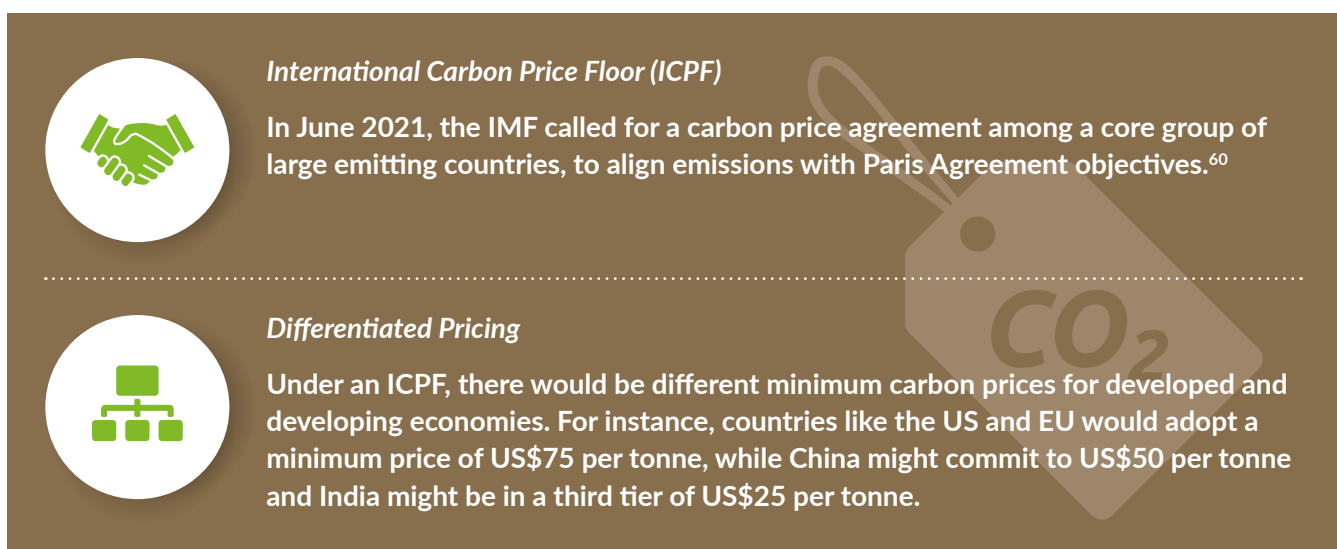 International Carbon Price Floor (ICPF)
In June 2021, the IMF called for a carbon price agreement among a core group of
large emitting countries, to align emissions with Paris Agreement objectives.⁶⁰
CO₂
Differentiated Pricing
Under an ICPF, there would be different minimum carbon prices for developed and
developing economies. For instance, countries like the US and EU would adopt a
minimum price of US$75 per tonne, while China might commit to US$50 per tonne
and India might be in a third tier of US$25 per tonne.